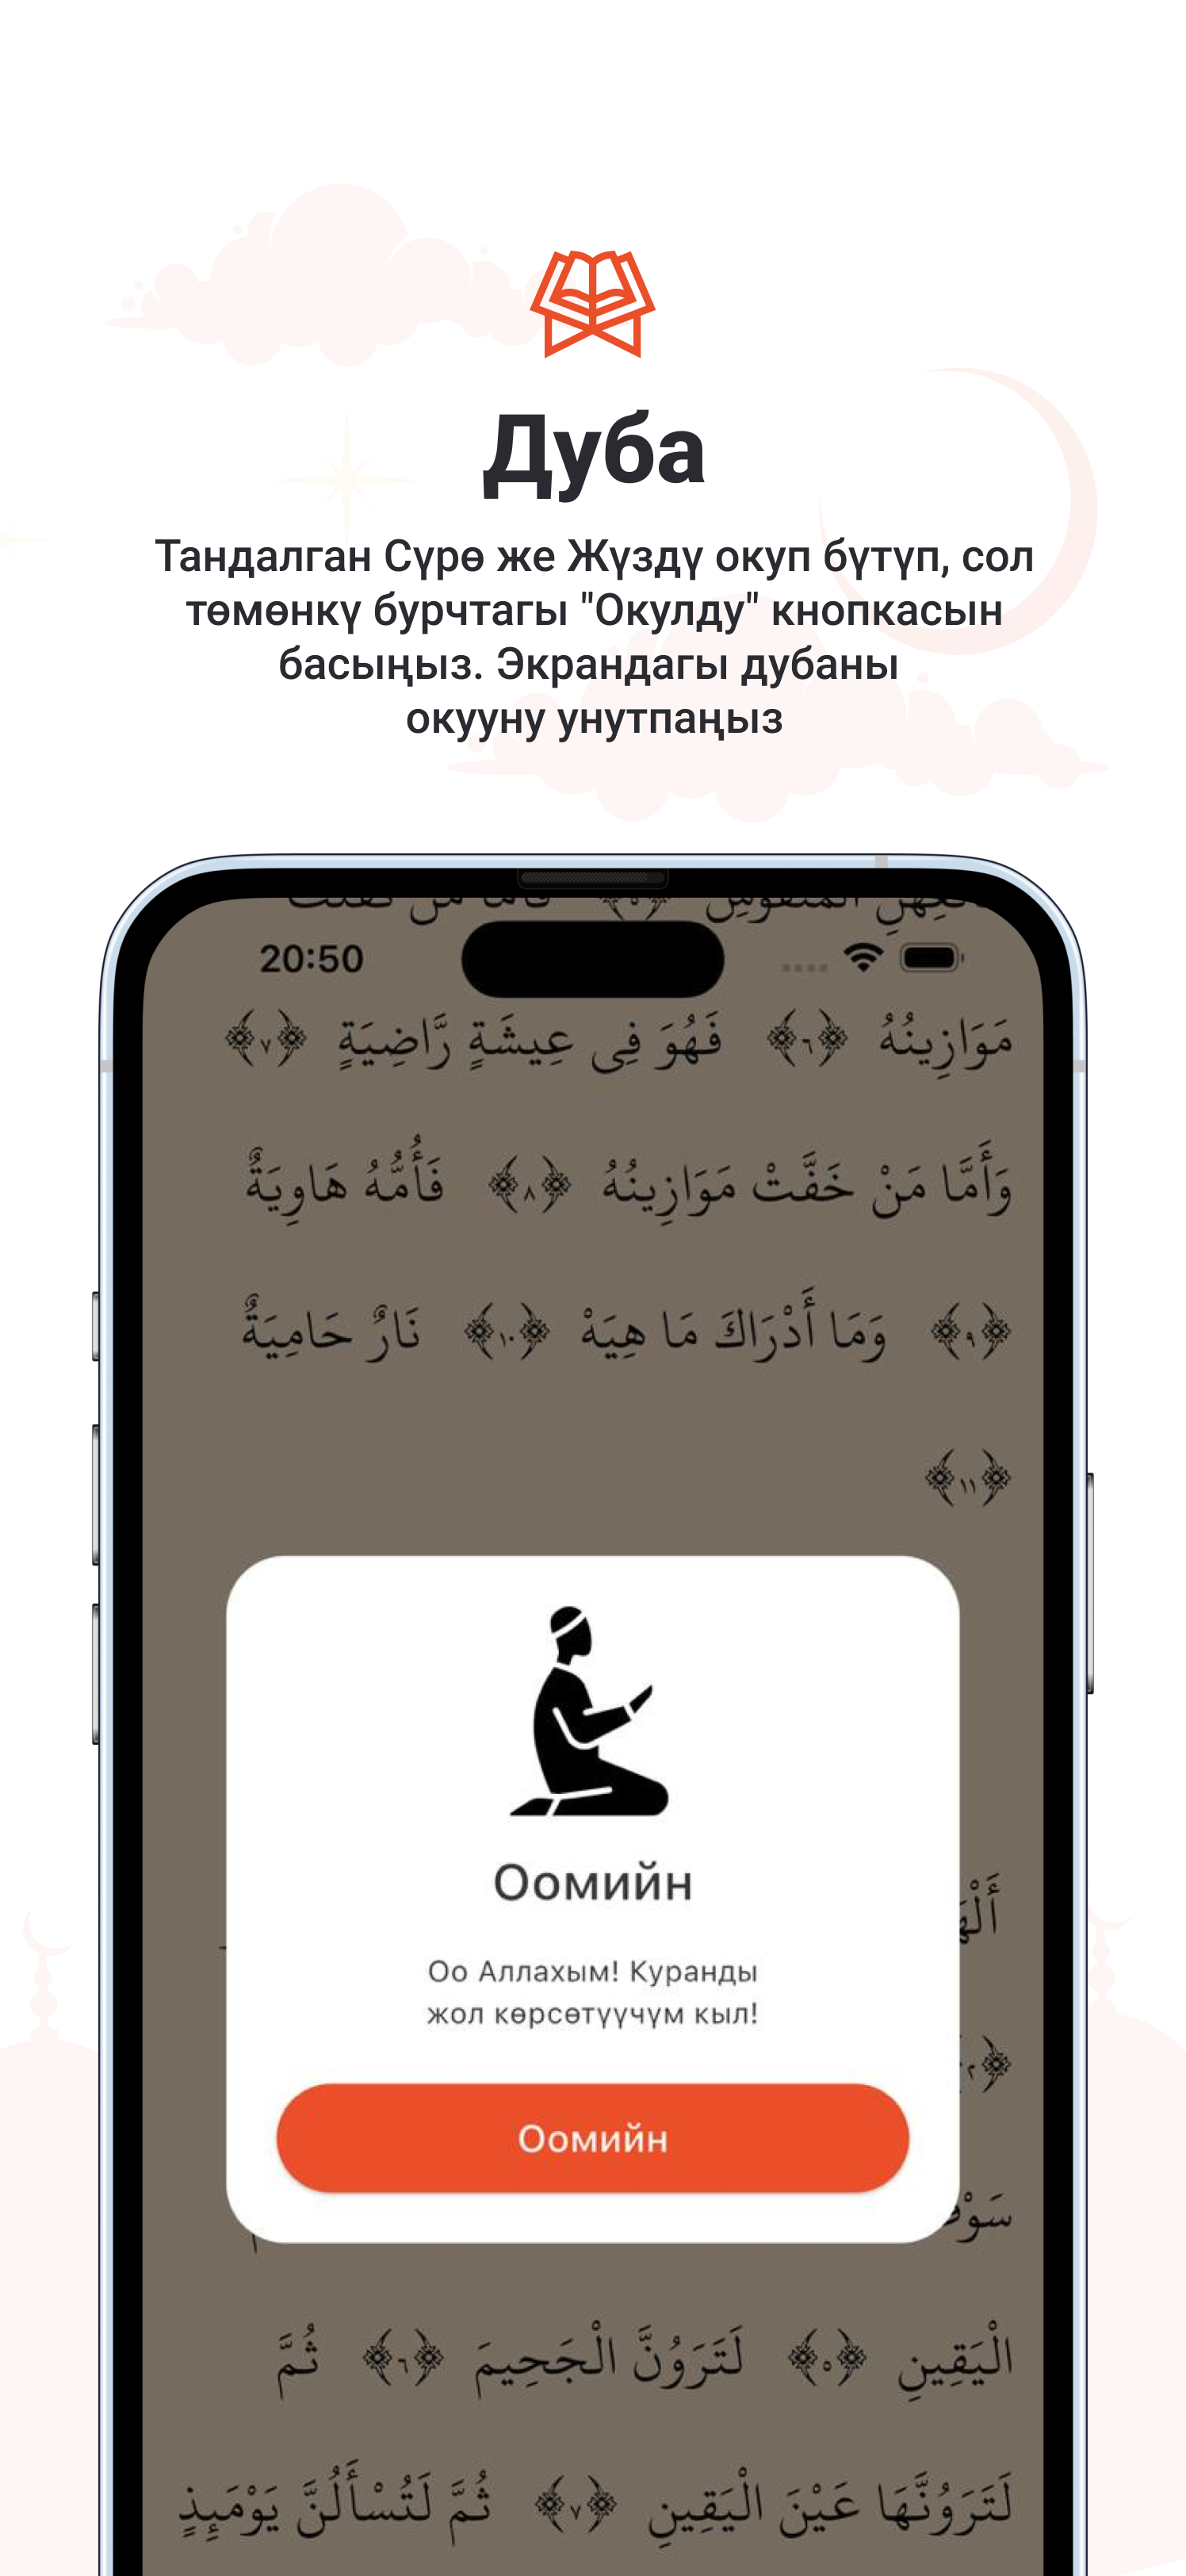 Дуба
Тандалган Сүрө же Жүздү окуп бүтүп, сол
төмөнкү бурчтагы "Окулду" кнопкасын
басыңыз. Экрандагы дубаны
окууну унутпаңыз
20:50
مَوَازِينُهُ ﴿٦﴾ فَهُوَ فِى عِيشَةٍ رَّاضِيَةٍ ﴿٧﴾
وَأَمَّا مَنْ خَفَّتْ مَوَازِينُهُ ﴿٨﴾ فَأُمُّهُ هَاوِيَةٌ
﴿٩﴾ وَمَا أَدْرَاكَ مَا هِيَهْ ﴿١٠﴾ نَارٌ حَامِيَةٌ
﴿١١﴾
Оомийн
Оо Аллахым! Куранды
жол көрсөтүүчүм кыл!
Оомийн
الْيَقِينِ ﴿٥﴾ لَتَرَوُنَّ الْجَحِيمَ ﴿٦﴾ ثُمَّ
لَتَرَوُنَّهَا عَيْنَ الْيَقِينِ ﴿٧﴾ ثُمَّ لَتُسْأَلُنَّ يَوْمَئِذٍ